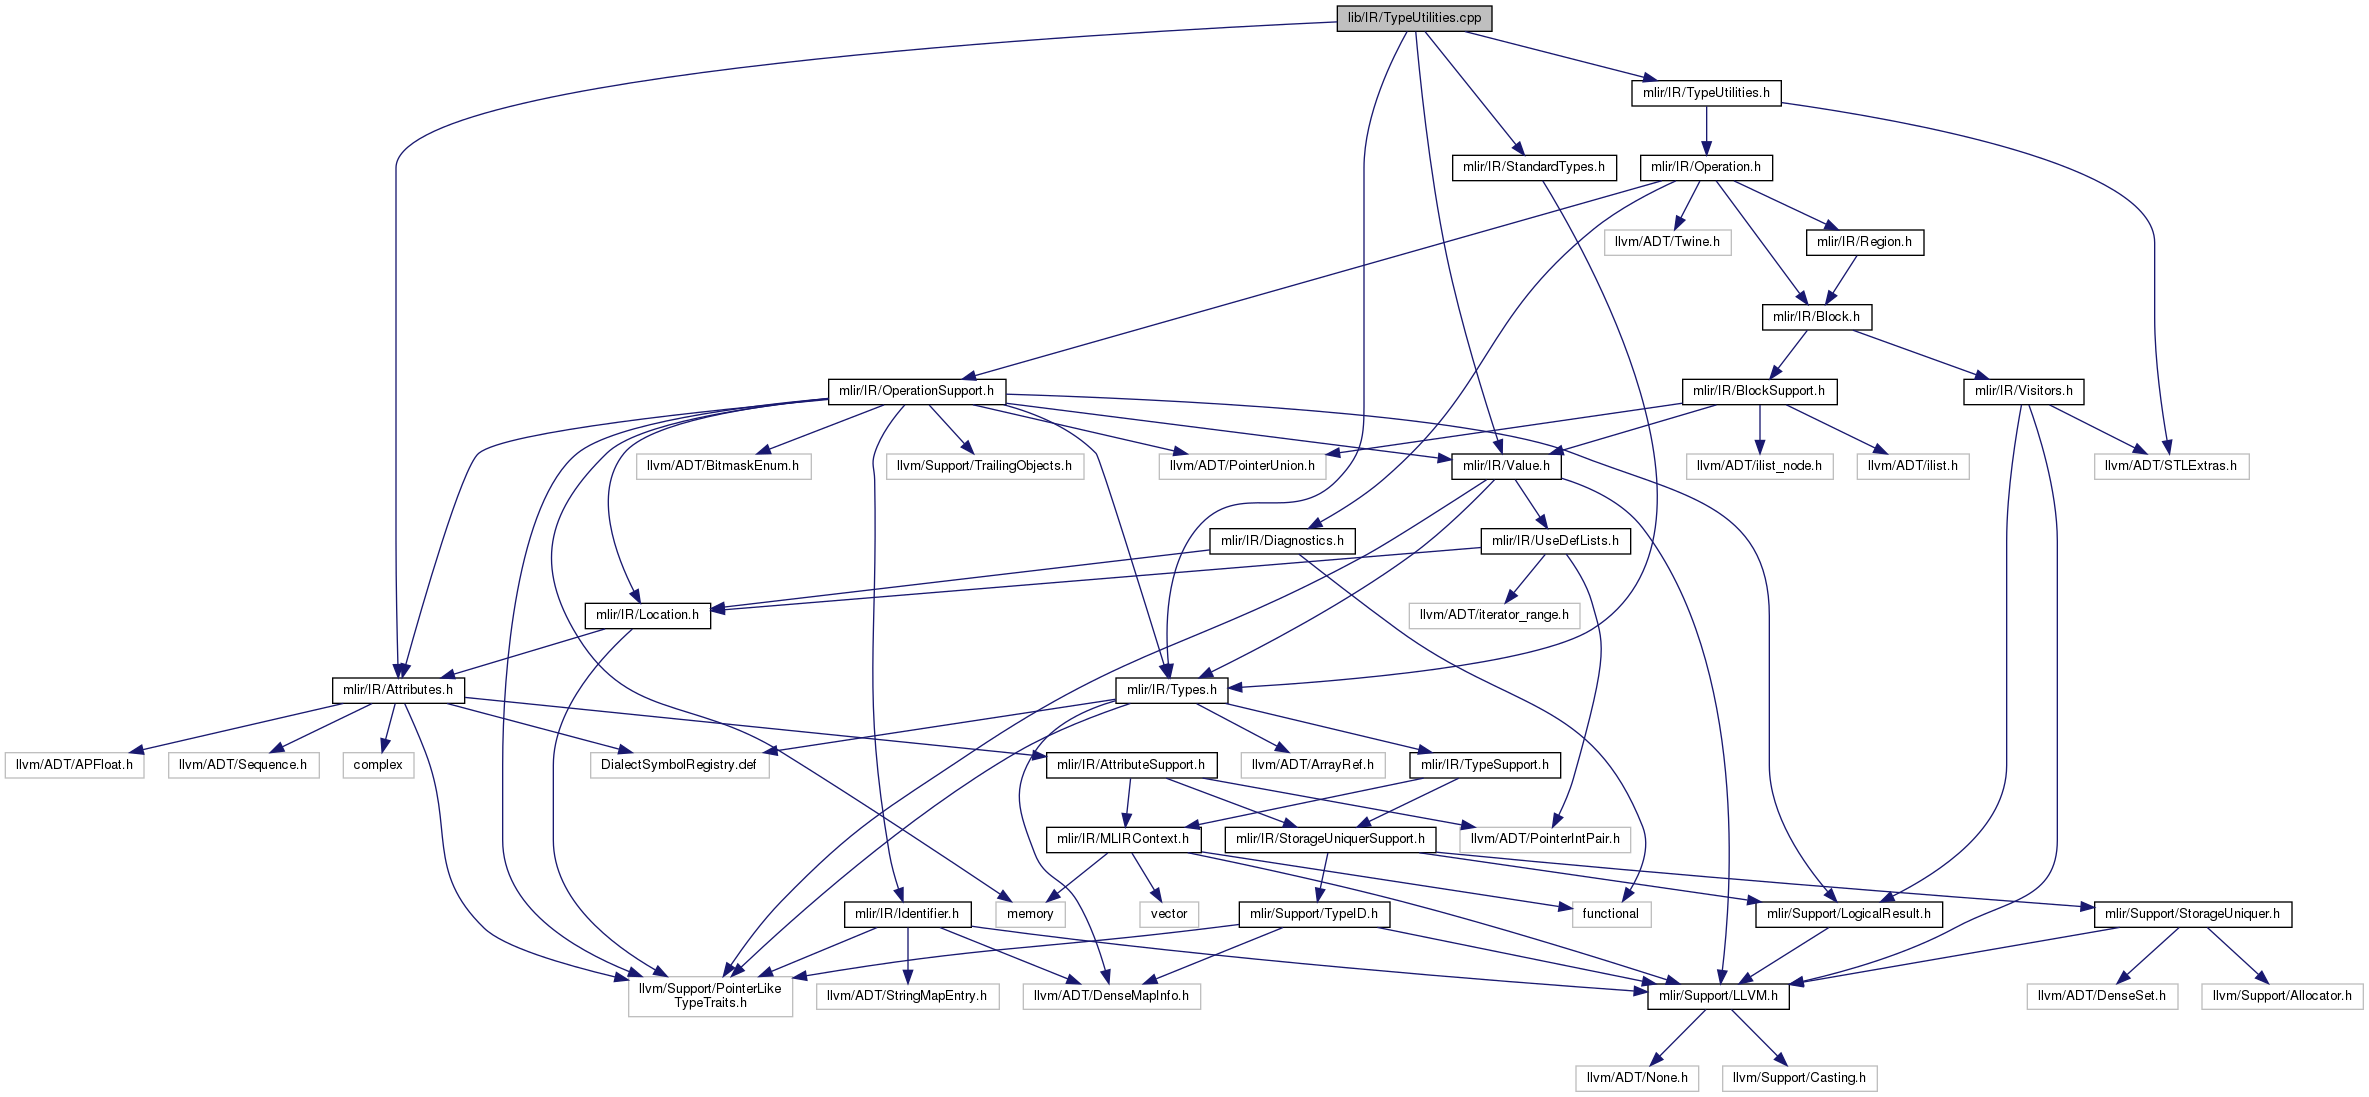 lib/IR/TypeUtilities.cpp
mlir/IR/TypeUtilities.h
mlir/IR/StandardTypes.h
mlir/IR/Operation.h
llvm/ADT/Twine.h
mlir/IR/Region.h
mlir/IR/Block.h
mlir/IR/OperationSupport.h
mlir/IR/BlockSupport.h
mlir/IR/Visitors.h
llvm/ADT/BitmaskEnum.h
llvm/Support/TrailingObjects.h
llvm/ADT/PointerUnion.h
mlir/IR/Value.h
llvm/ADT/ilist_node.h
llvm/ADT/ilist.h
llvm/ADT/STLExtras.h
mlir/IR/Diagnostics.h
mlir/IR/UseDefLists.h
mlir/IR/Location.h
llvm/ADT/iterator_range.h
mlir/IR/Attributes.h
mlir/IR/Types.h
llvm/ADT/APFloat.h
llvm/ADT/Sequence.h
complex
DialectSymbolRegistry.def
mlir/IR/AttributeSupport.h
llvm/ADT/ArrayRef.h
mlir/IR/TypeSupport.h
mlir/IR/MLIRContext.h
mlir/IR/StorageUniquerSupport.h
llvm/ADT/PointerIntPair.h
mlir/IR/Identifier.h
memory
vector
mlir/Support/TypeID.h
functional
mlir/Support/LogicalResult.h
mlir/Support/StorageUniquer.h
llvm/Support/PointerLike
TypeTraits.h
llvm/ADT/StringMapEntry.h
llvm/ADT/DenseMapInfo.h
mlir/Support/LLVM.h
llvm/ADT/DenseSet.h
llvm/Support/Allocator.h
llvm/ADT/None.h
llvm/Support/Casting.h